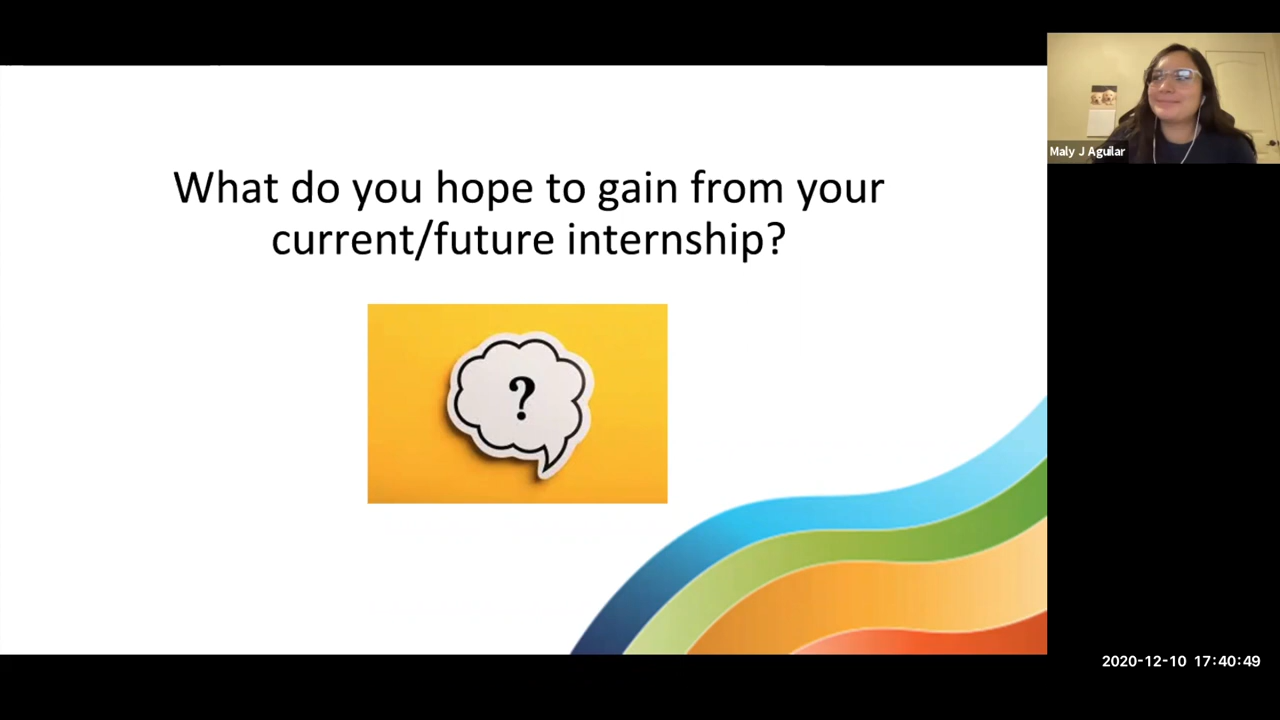 What do you hope to gain from your
current/future internship?
?
Maly J Aguilar
2020-12-10 17:40:49